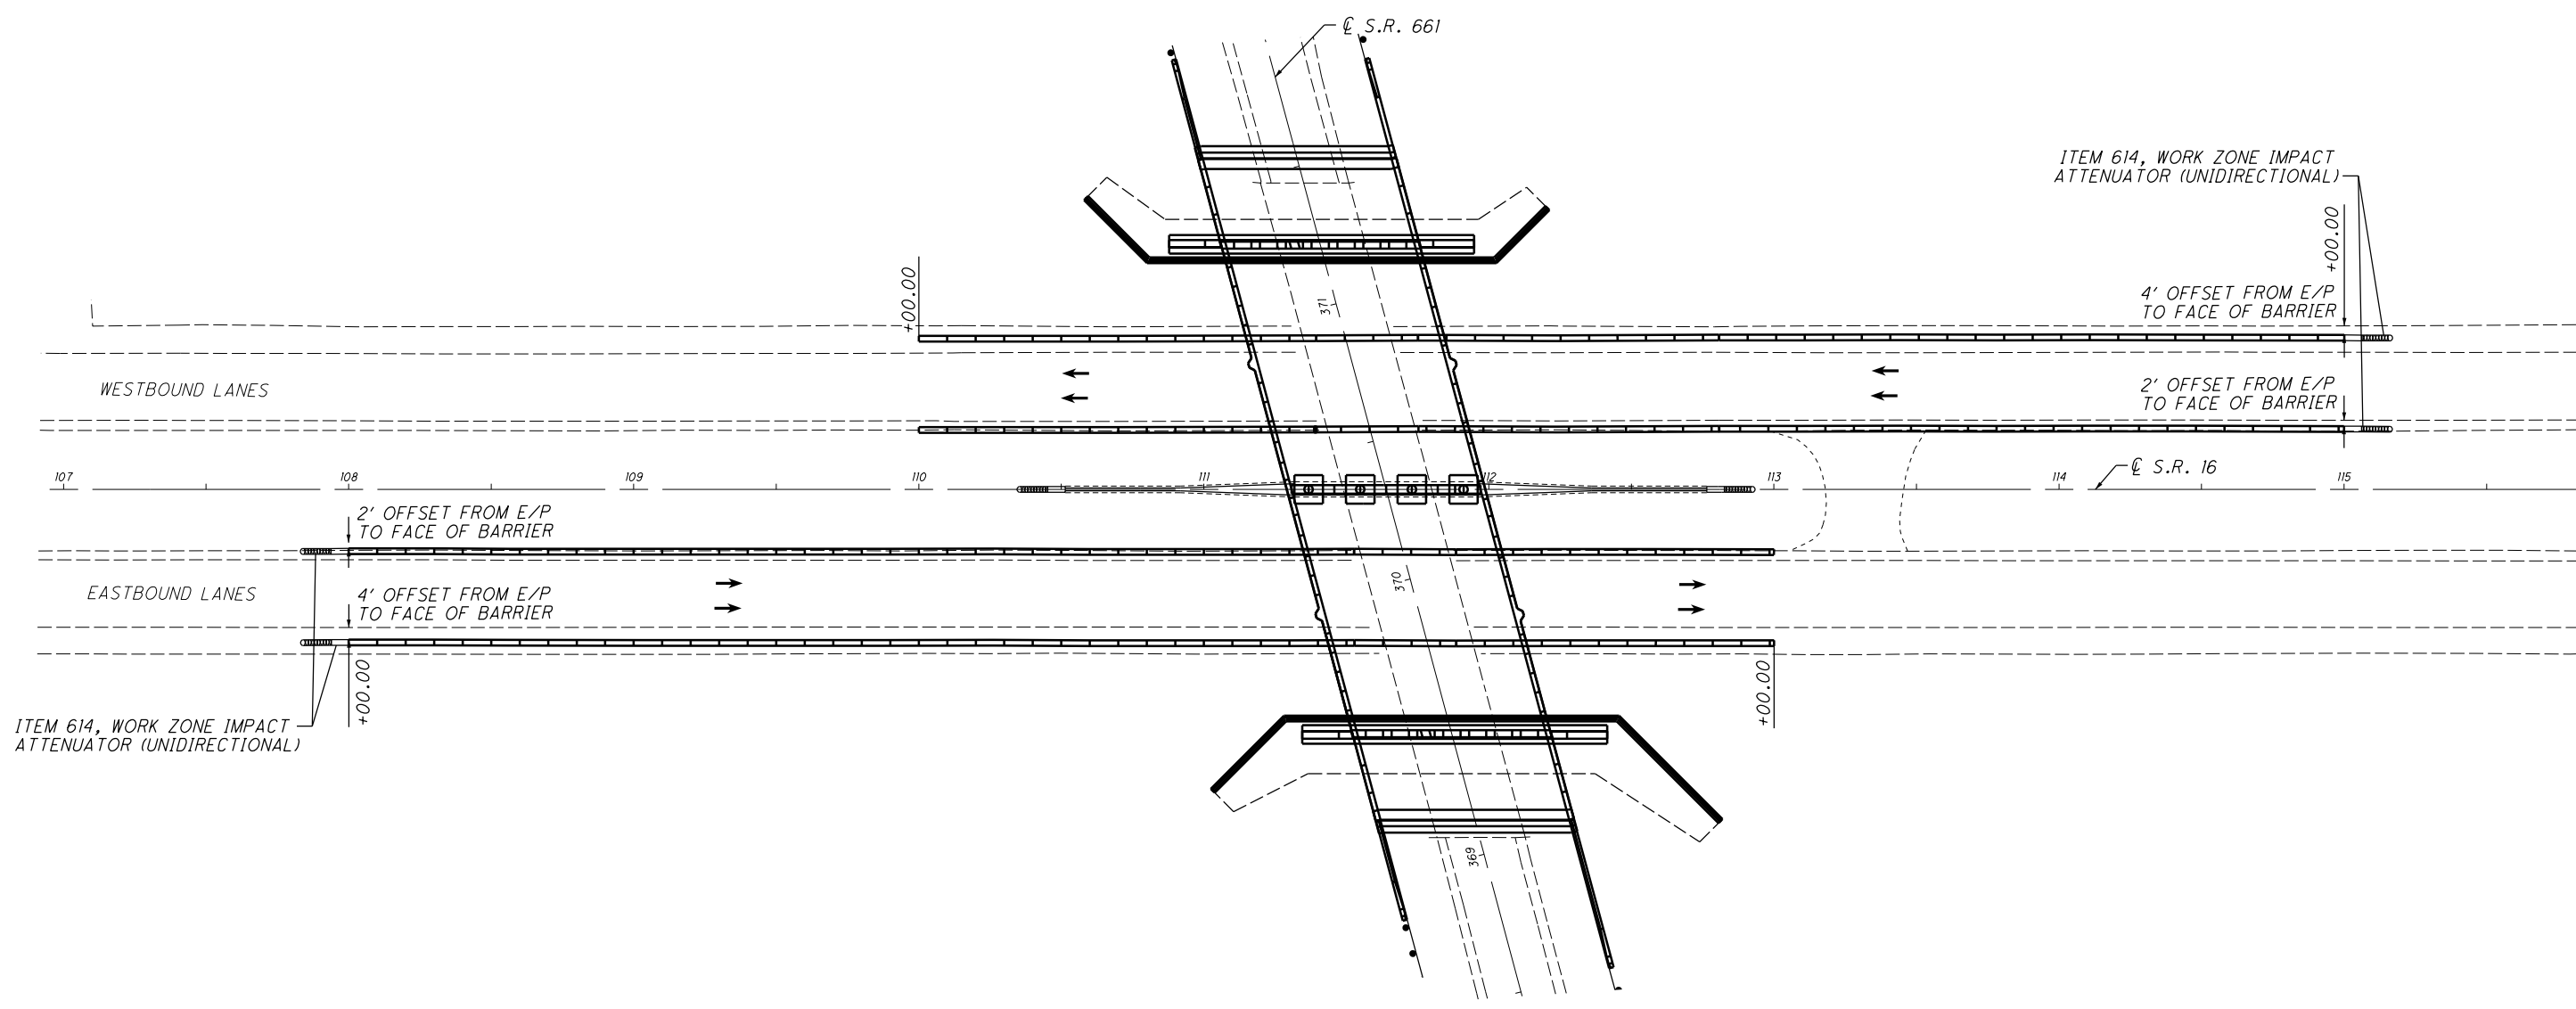 ℄ S.R. 661
ITEM 614, WORK ZONE IMPACT
ATTENUATOR (UNIDIRECTIONAL)
+00.00
+00.00
4' OFFSET FROM E/P
TO FACE OF BARRIER
371
WESTBOUND LANES
2' OFFSET FROM E/P
TO FACE OF BARRIER
107
108
109
110
111
112
113
114
115
℄ S.R. 16
2' OFFSET FROM E/P
TO FACE OF BARRIER
370
EASTBOUND LANES
4' OFFSET FROM E/P
TO FACE OF BARRIER
+00.00
+00.00
ITEM 614, WORK ZONE IMPACT
ATTENUATOR (UNIDIRECTIONAL)
369